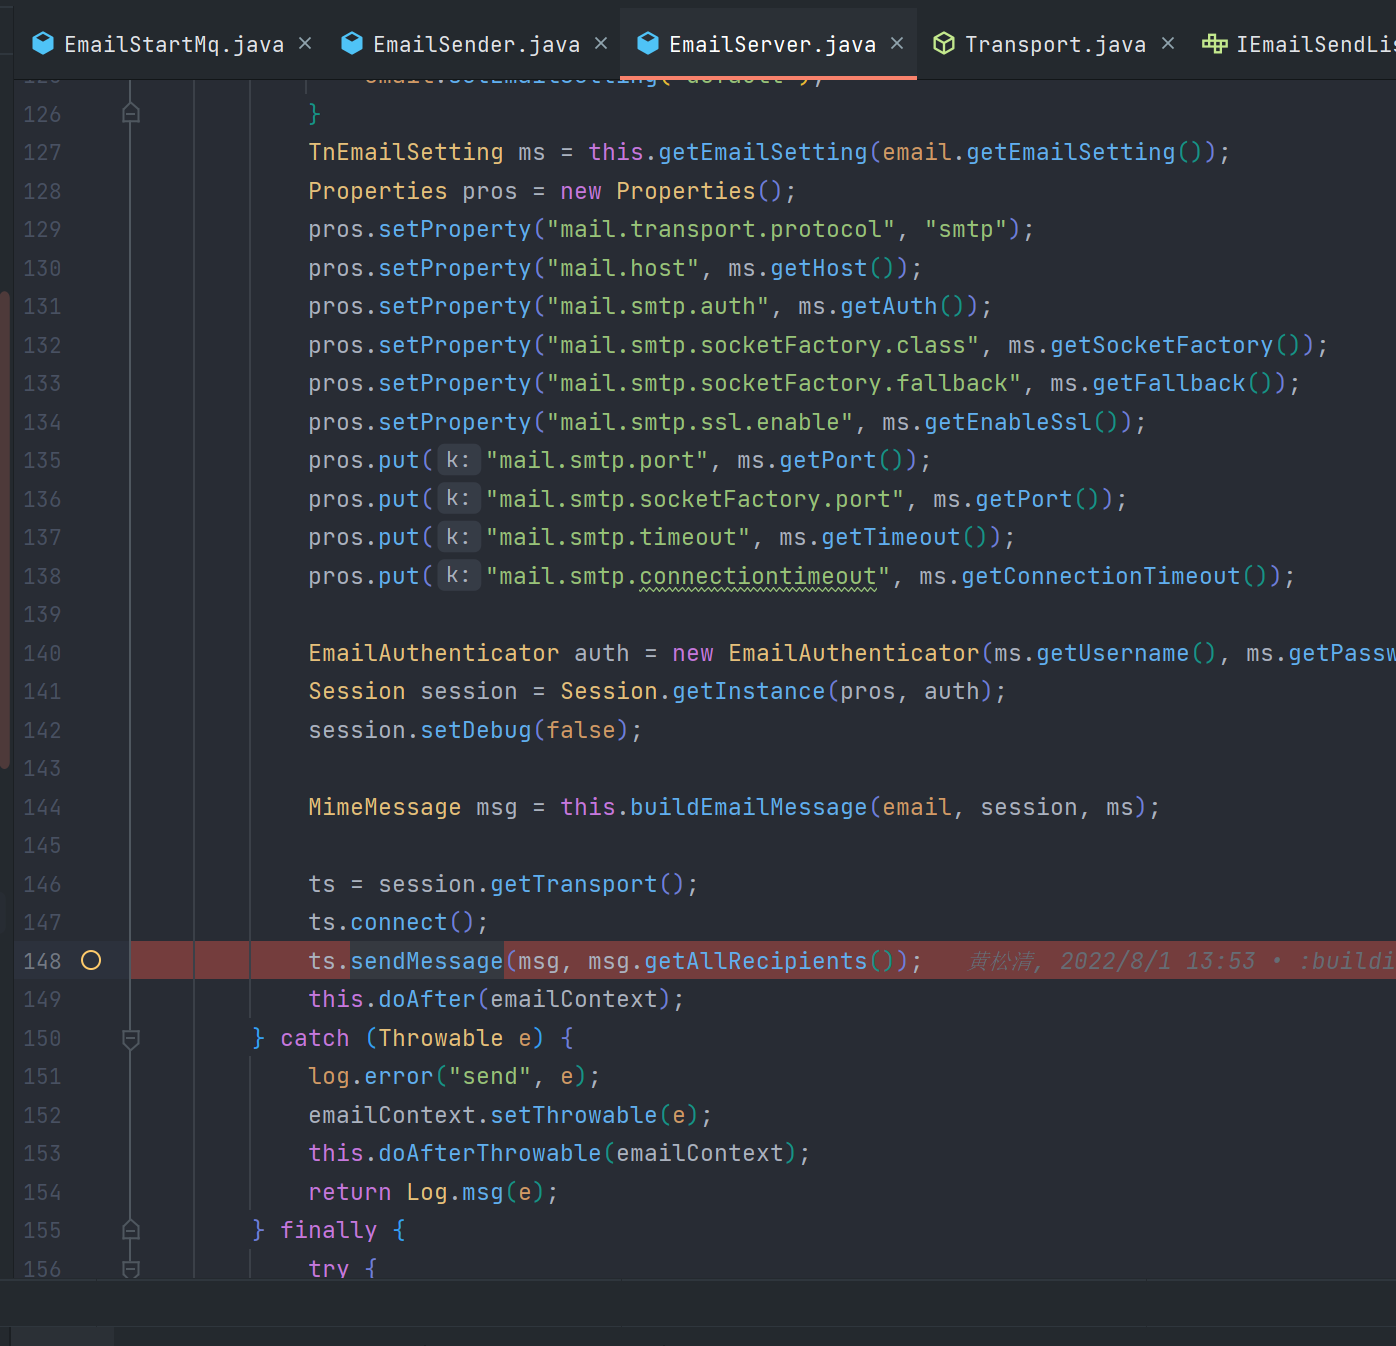 EmailStartMq.java × EmailSender.java × EmailServer.java × Transport.java × IEmailSendLis
126 }
127 TnEmailSetting ms = this.getEmailSetting(email.getEmailSetting());
128 Properties pros = new Properties();
129 pros.setProperty("mail.transport.protocol", "smtp");
130 pros.setProperty("mail.host", ms.getHost());
131 pros.setProperty("mail.smtp.auth", ms.getAuth());
132 pros.setProperty("mail.smtp.socketFactory.class", ms.getSocketFactory());
133 pros.setProperty("mail.smtp.socketFactory.fallback", ms.getFallback());
134 pros.setProperty("mail.smtp.ssl.enable", ms.getEnableSsl());
135 pros.put( k: "mail.smtp.port", ms.getPort());
136 pros.put( k: "mail.smtp.socketFactory.port", ms.getPort());
137 pros.put( k: "mail.smtp.timeout", ms.getTimeout());
138 pros.put( k: "mail.smtp.connectiontimeout", ms.getConnectionTimeout());
139
140 EmailAuthenticator auth = new EmailAuthenticator(ms.getUsername(), ms.getPassw
141 Session session = Session.getInstance(pros, auth);
142 session.setDebug(false);
143
144 MimeMessage msg = this.buildEmailMessage(email, session, ms);
145
146 ts = session.getTransport();
147 ts.connect();
148 ts.sendMessage(msg, msg.getAllRecipients()); 黄松清, 2022/8/1 13:53 • :buildi
149 this.doAfter(emailContext);
150 } catch (Throwable e) {
151 log.error("send", e);
152 emailContext.setThrowable(e);
153 this.doAfterThrowable(emailContext);
154 return Log.msg(e);
155 } finally {
156 try {